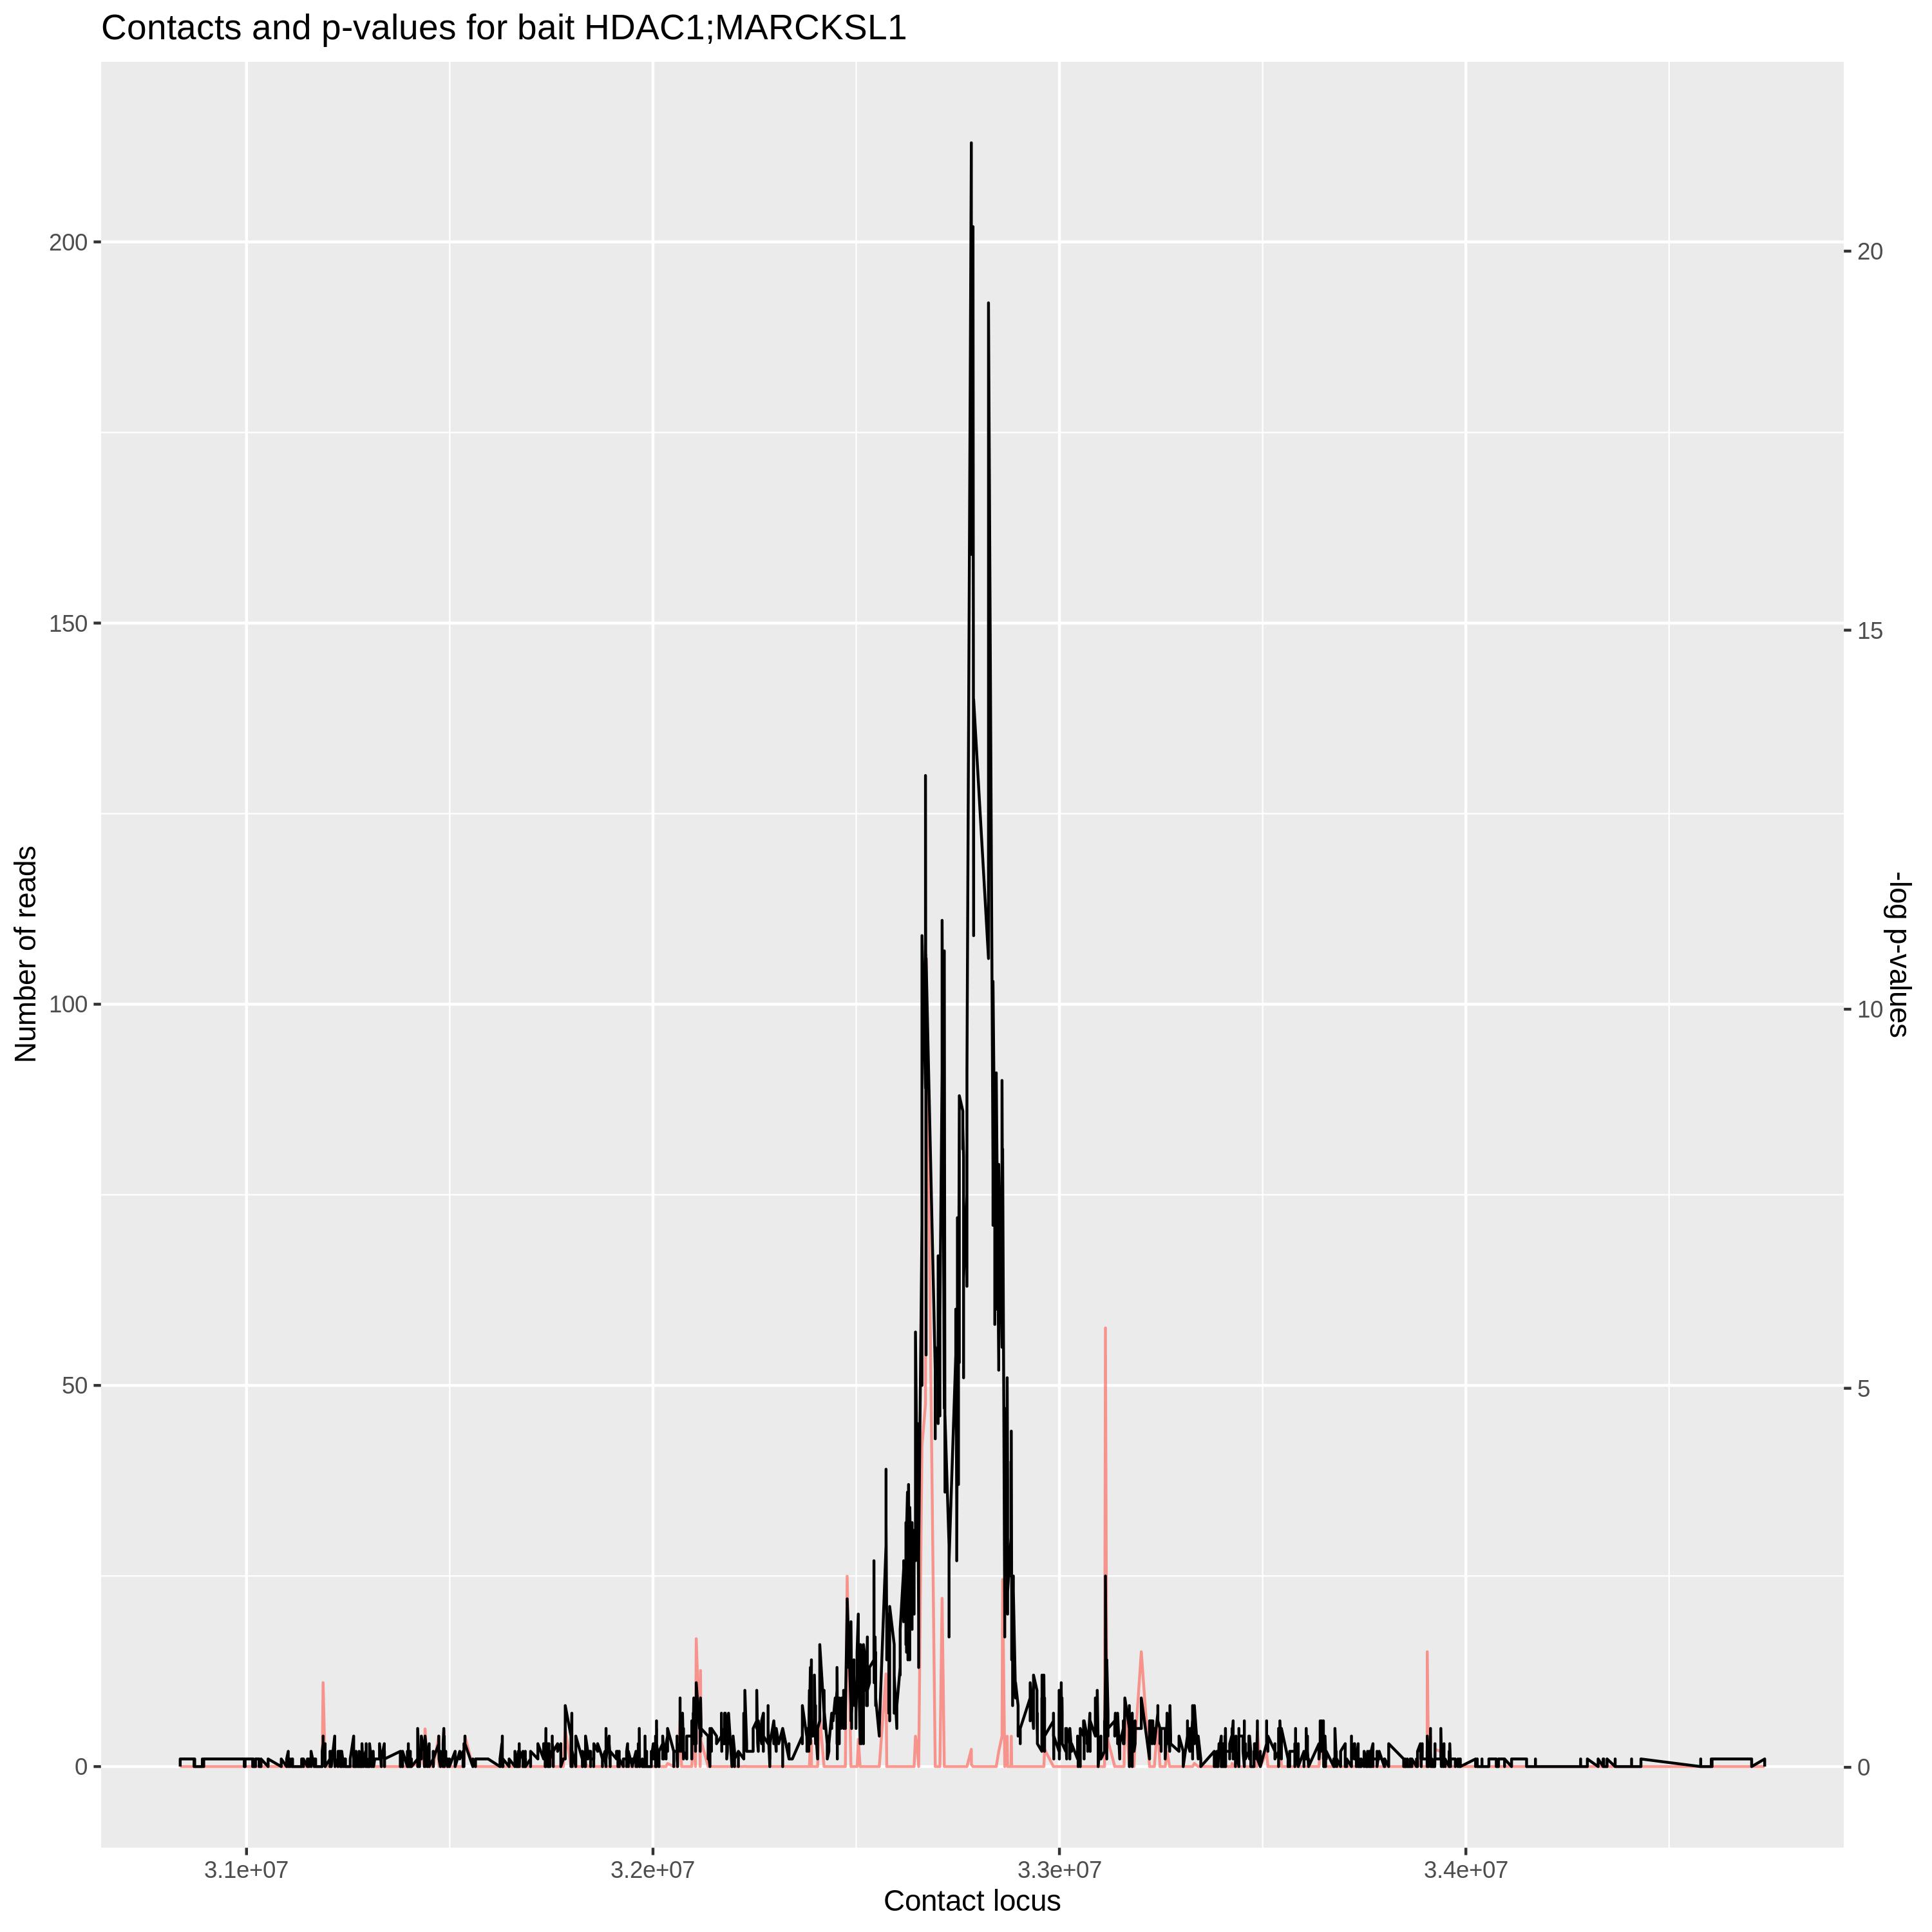 Contacts and p-values for bait HDAC1;MARCKSL1
Number of reads
200
150
100
50
0
20
15
10
5
0
-log p-values
3.1e+07 3.2e+07 3.3e+07 3.4e+07
Contact locus